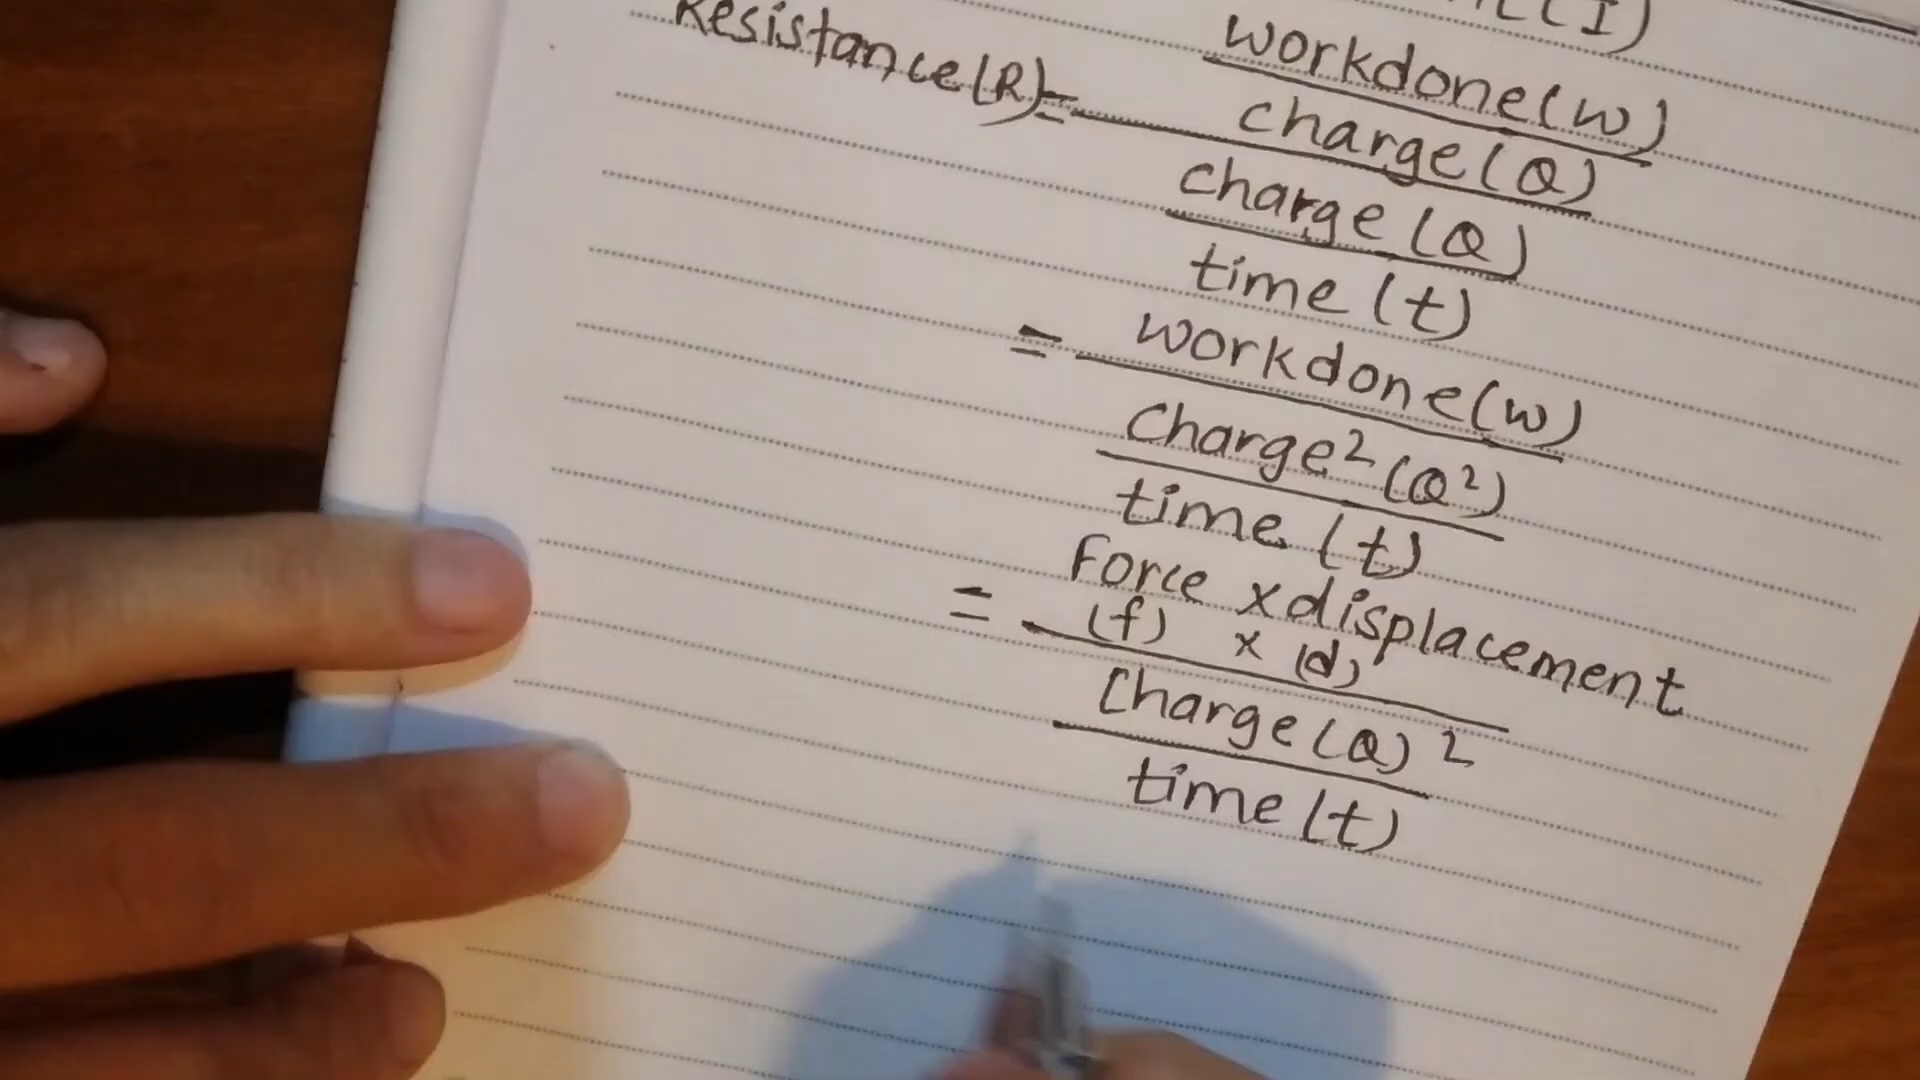 (I)
workdone(w)
Resistance(R)=
charge(Q)
charge(Q)
time (t)
= workdone(w)
Charge²(Q²)
time (t)
= Force x displacement
(f) x (d)
Charge(Q)²
time (t)